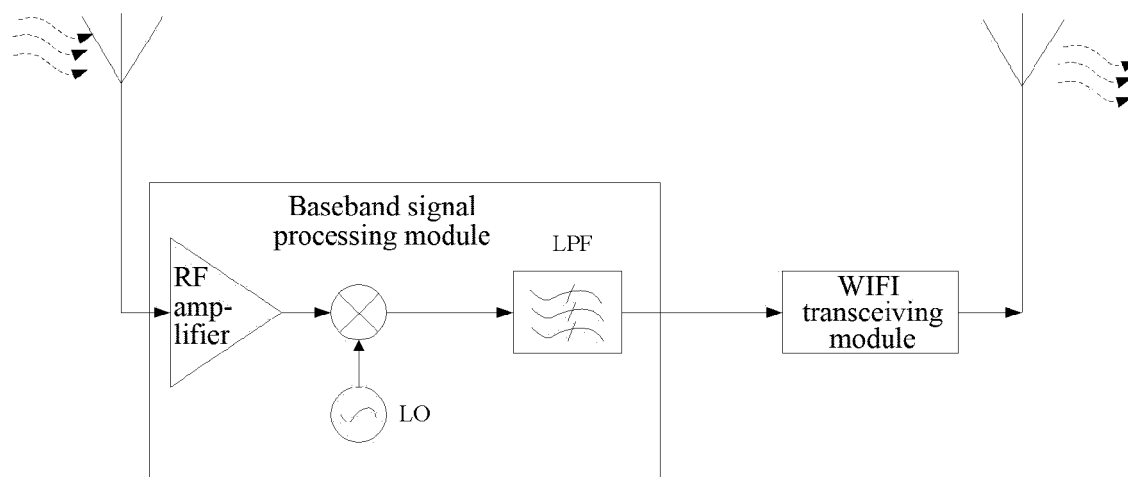 Baseband signal
processing module
LPF
RF
amp-
lifier
WIFI
transceiving
module
LO